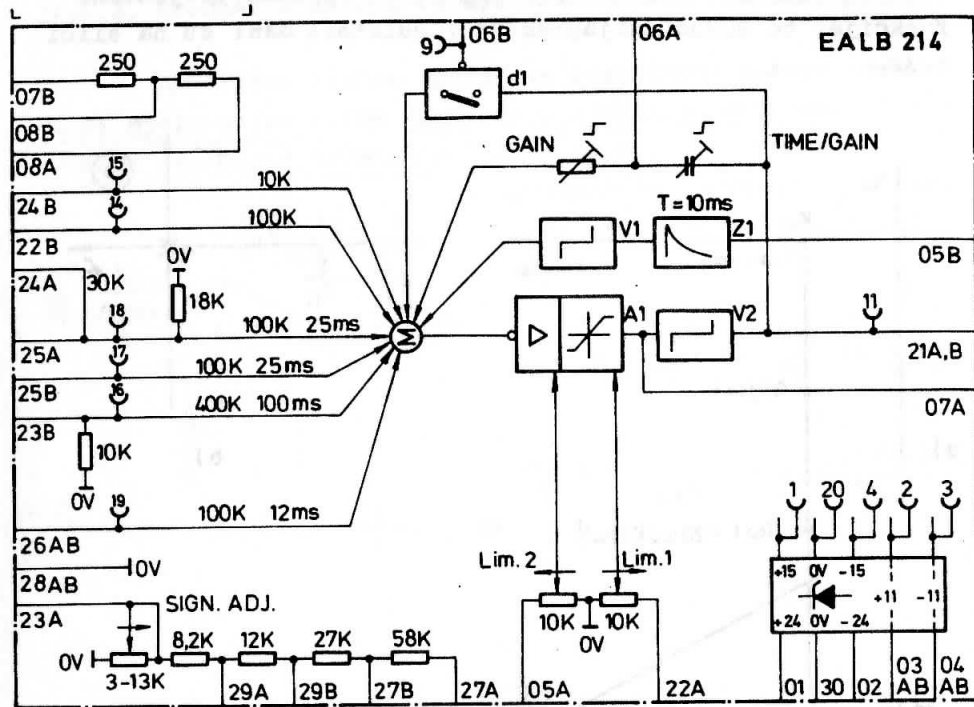 9 06B 06A EALB 214
250 250
d1
07B
08B
GAIN TIME/GAIN
08A
15
10K
24B
14
100K T=10ms
22B V1 Z1
0V 05B
24A 30K
18K
18 100K 25ms A1 V2 11
M
25A 21A,B
17
100K 25ms
25B
16
400K 100ms
23B 07A
10K
0V
19
100K 12ms
1 20 4 2 3
26AB
0V Lim. 2 Lim.1
28AB
+15 0V -15
+11 -11
23A SIGN. ADJ.
10K 10K
0V
+24 0V -24
0V 8,2K 12K 27K 58K
3-13K
29A 29B 27B 27A 05A 22A 01 30 02 03 AB 04 AB